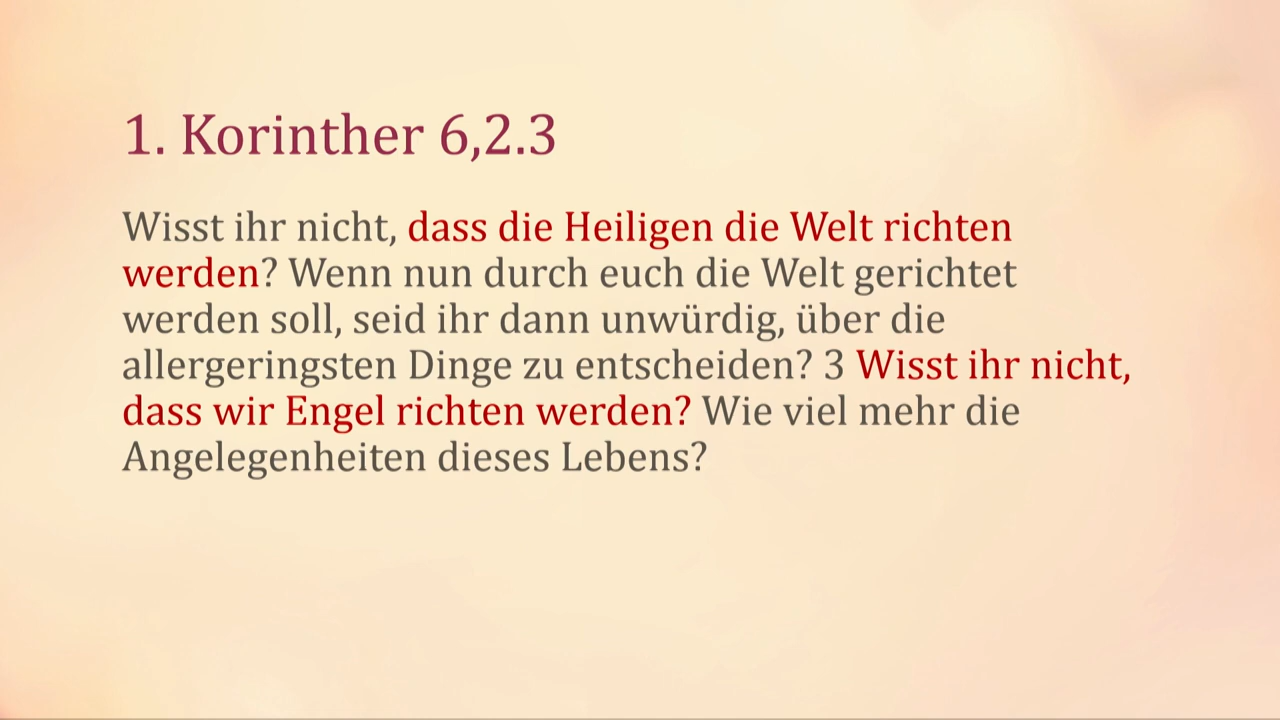 1. Korinther 6,2.3
Wisst ihr nicht, dass die Heiligen die Welt richten
werden? Wenn nun durch euch die Welt gerichtet
werden soll, seid ihr dann unwürdig, über die
allergeringsten Dinge zu entscheiden? 3 Wisst ihr nicht,
dass wir Engel richten werden? Wie viel mehr die
Angelegenheiten dieses Lebens?